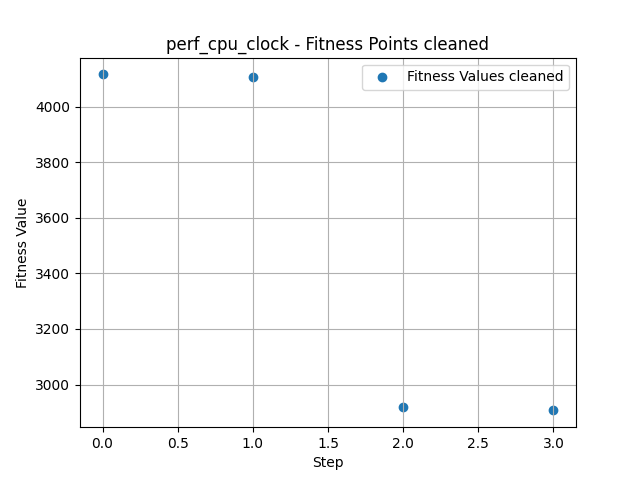 perf_cpu_clock - Fitness Points cleaned
Fitness Values cleaned
Fitness Value
4000
3800
3600
3400
3200
3000
0.0 0.5 1.0 1.5 2.0 2.5 3.0
Step